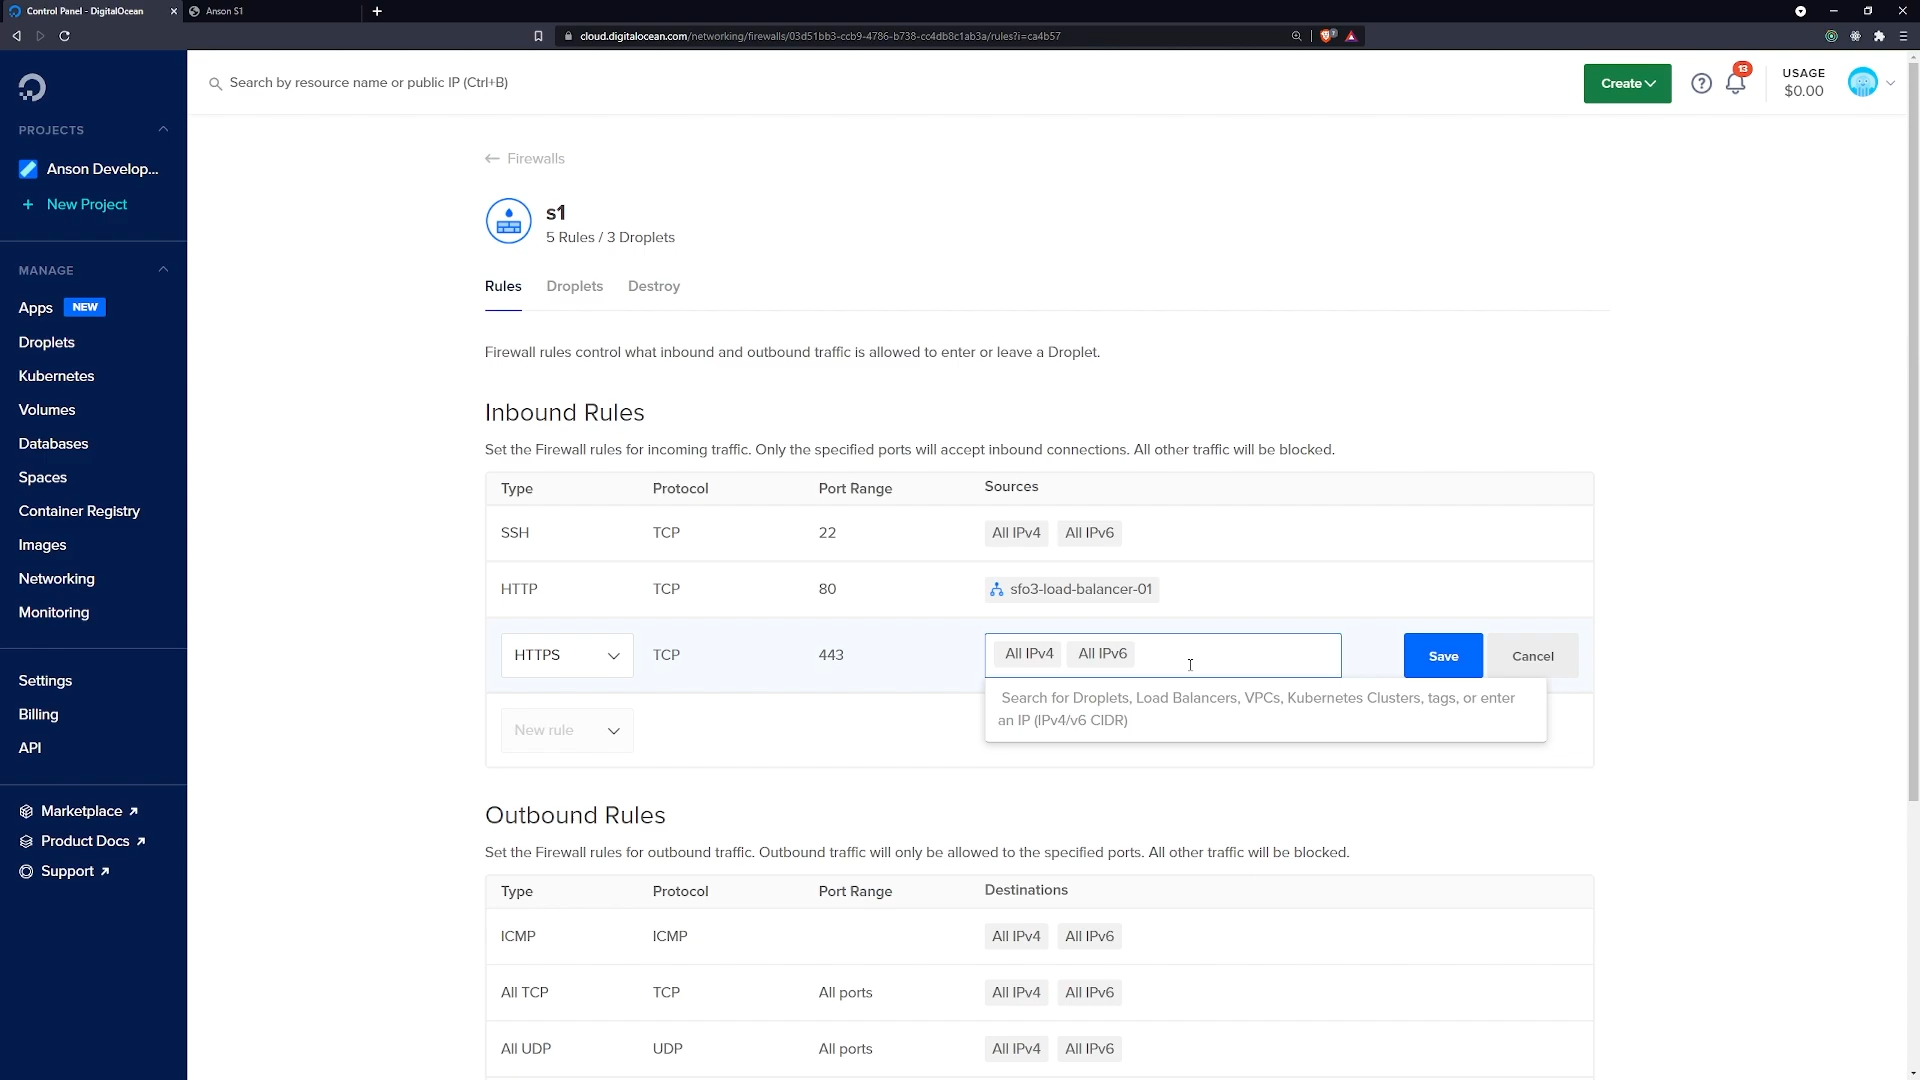 Control Panel - DigitalOcean
Anson S1
cloud.digitalocean.com/networking/firewalls/03d51bb3-ccb9-4786-b738-cc4db8c1ab3a/rules?i=ca4b57
Search by resource name or public IP (Ctrl+B)
Create
13
USAGE
$0.00
PROJECTS
Anson Develop...
+ New Project
MANAGE
Apps NEW
Droplets
Kubernetes
Volumes
Databases
Spaces
Container Registry
Images
Networking
Monitoring
Settings
Billing
API
Marketplace
Product Docs
Support
← Firewalls
s1
5 Rules / 3 Droplets
Rules Droplets Destroy
Firewall rules control what inbound and outbound traffic is allowed to enter or leave a Droplet.
Inbound Rules
Set the Firewall rules for incoming traffic. Only the specified ports will accept inbound connections. All other traffic will be blocked.
Type Protocol Port Range Sources
SSH TCP 22 All IPv4 All IPv6
HTTP TCP 80 sfo3-load-balancer-01
HTTPS TCP 443 All IPv4 All IPv6 Save Cancel
Search for Droplets, Load Balancers, VPCs, Kubernetes Clusters, tags, or enter
an IP (IPv4/v6 CIDR)
New rule
Outbound Rules
Set the Firewall rules for outbound traffic. Outbound traffic will only be allowed to the specified ports. All other traffic will be blocked.
Type Protocol Port Range Destinations
ICMP ICMP All IPv4 All IPv6
All TCP TCP All ports All IPv4 All IPv6
All UDP UDP All ports All IPv4 All IPv6